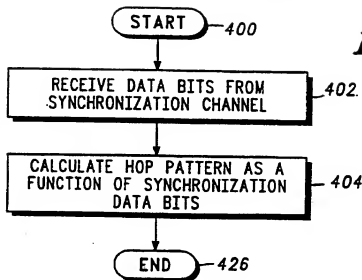 START
400
RECEIVE DATA BITS FROM
SYNCHRONIZATION CHANNEL
402
CALCULATE HOP PATTERN AS A
FUNCTION OF SYNCHRONIZATION
DATA BITS
404
END
426